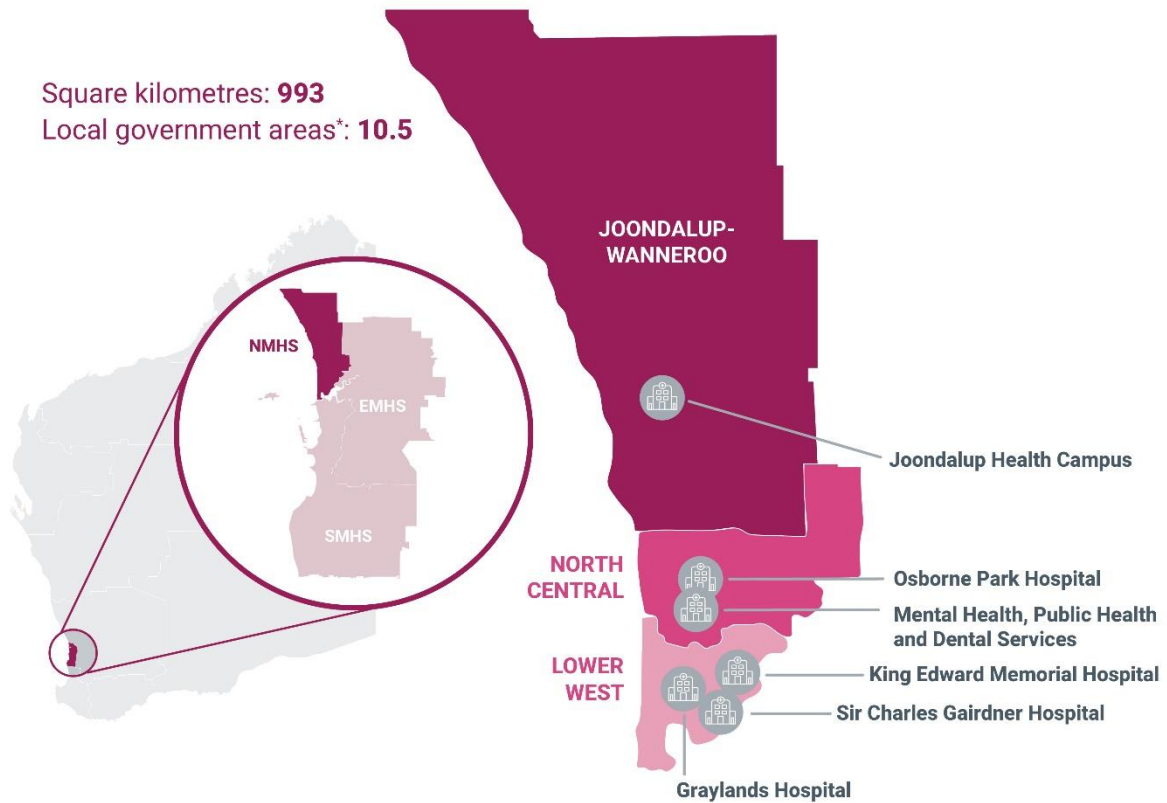 Square kilometres: 993
Local government areas*: 10.5
JOONDALUP-
WANNEROO
NMHS
EMHS
SMHS
Joondalup Health Campus
NORTH
CENTRAL
Osborne Park Hospital
Mental Health, Public Health
and Dental Services
LOWER
WEST
King Edward Memorial Hospital
Sir Charles Gairdner Hospital
Graylands Hospital